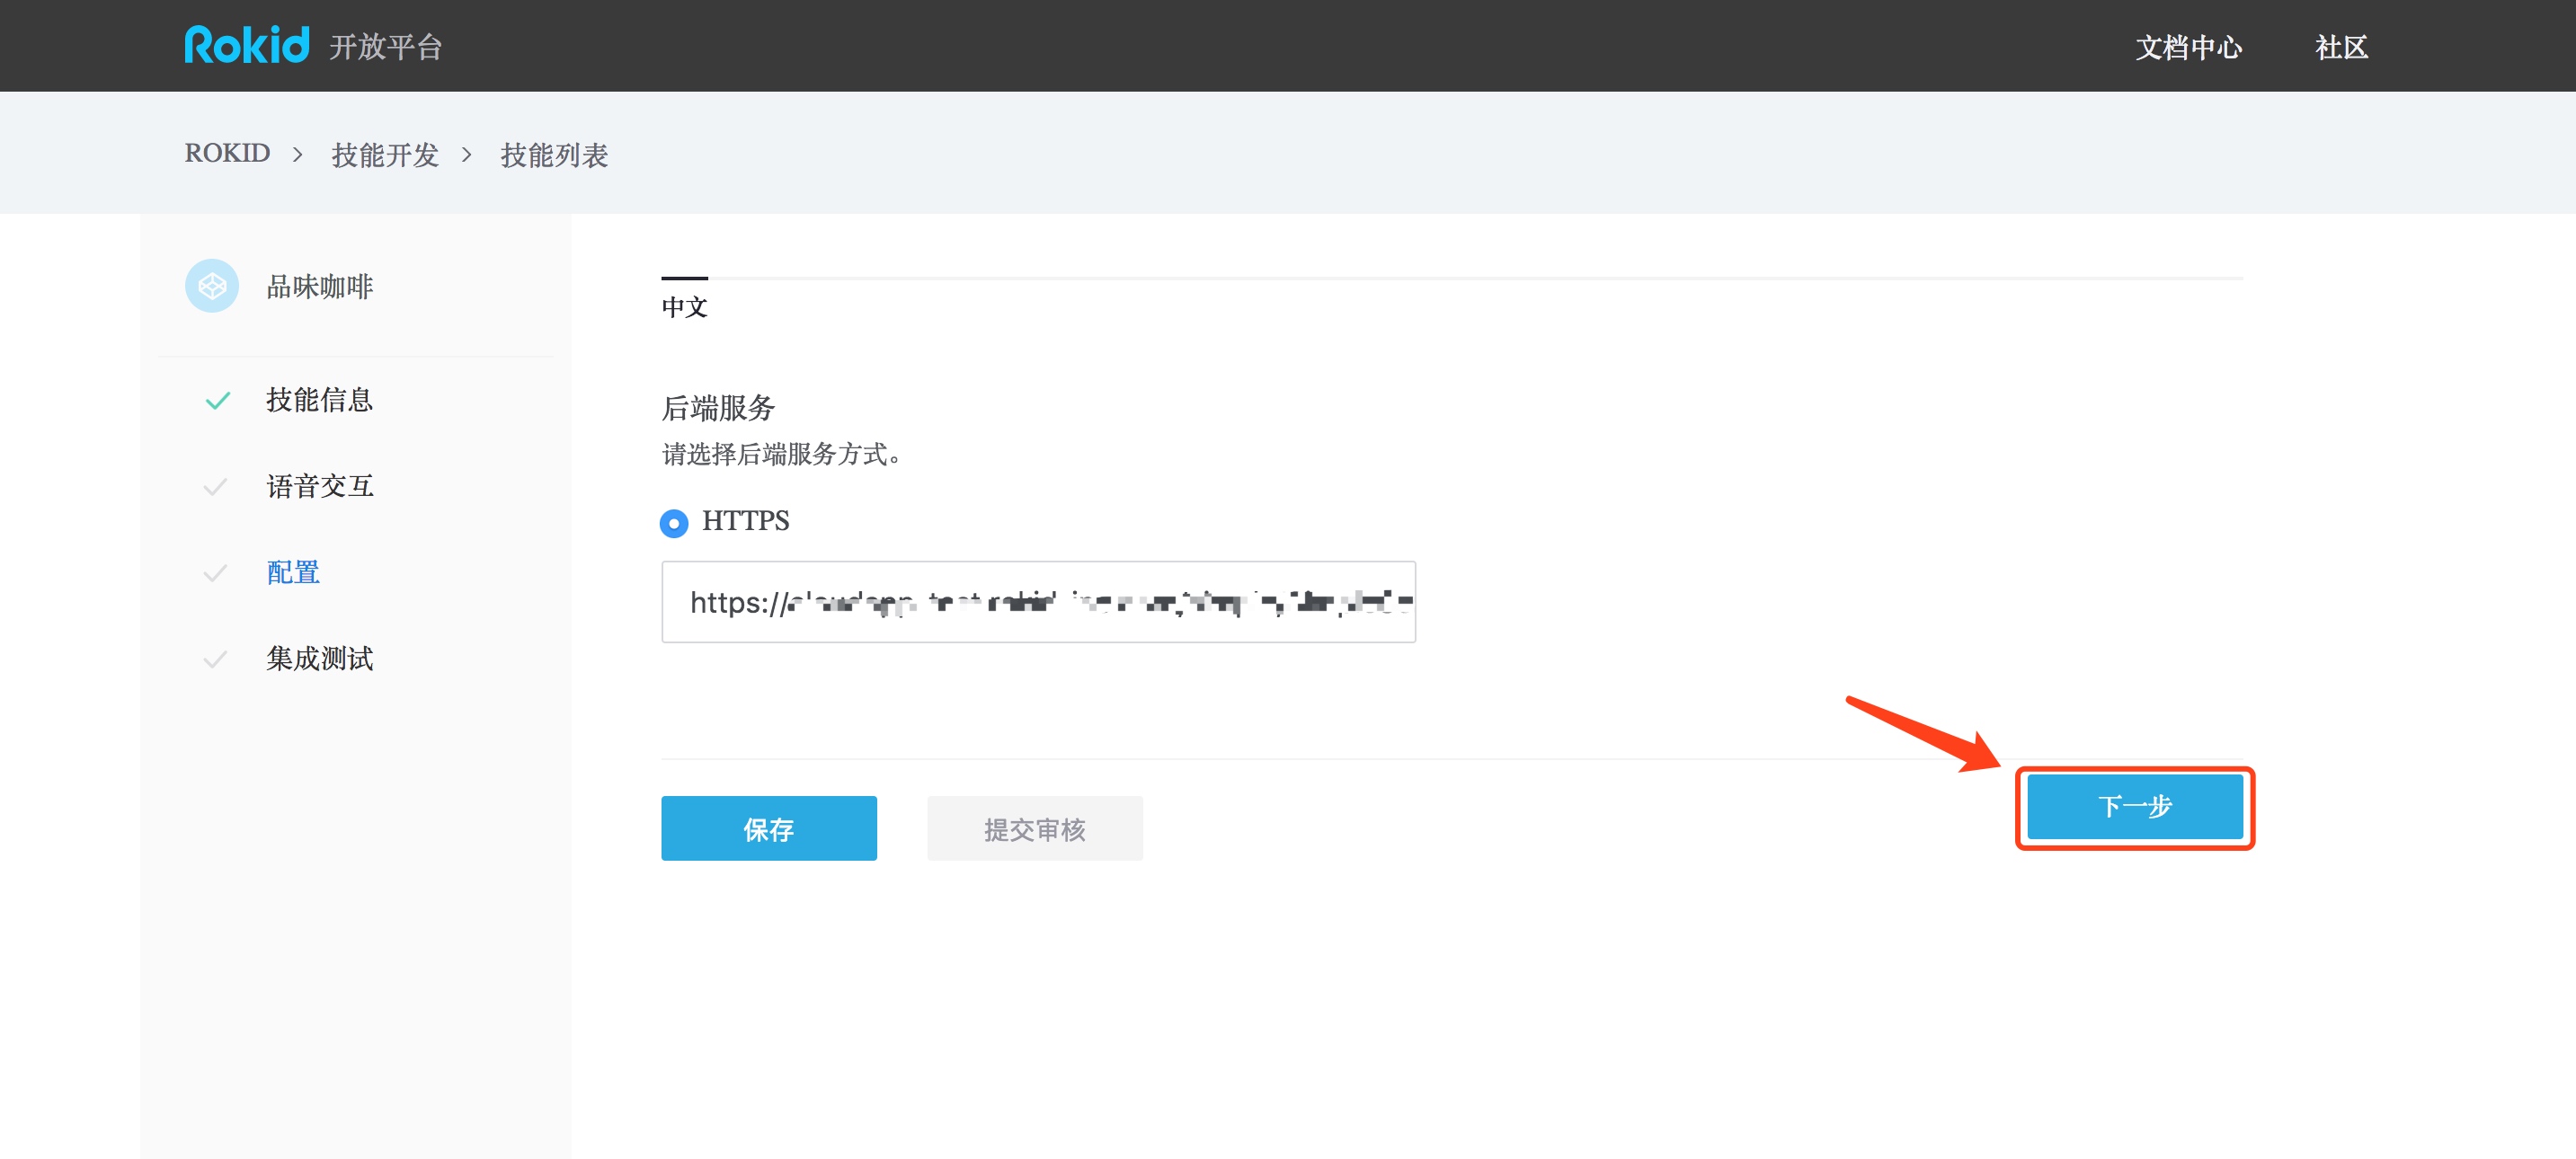 Rokid 开放平台
文档中心
社区
ROKID > 技能开发 > 技能列表
品味咖啡
技能信息
语音交互
配置
集成测试
中文
后端服务
请选择后端服务方式。
HTTPS
https://
保存
提交审核
下一步